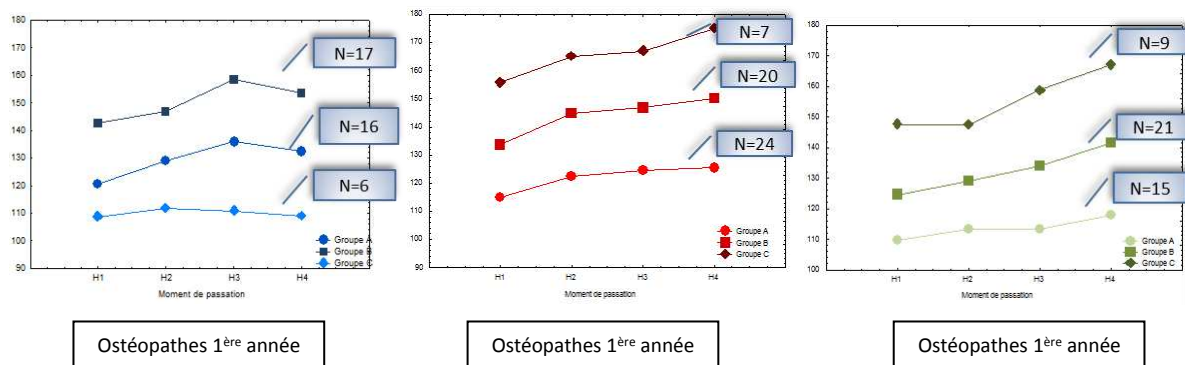 180
170
160
150
140
130
120
110
100
90
H1
H2
H3
H4
Moment de passation
N=17
N=16
N=6
Groupe A
Groupe B
Groupe C
Ostéopathes 1ère année
180
170
160
150
140
130
120
110
100
90
H1
H2
H3
H4
Moment de passation
N=7
N=20
N=24
Groupe A
Groupe B
Groupe C
Ostéopathes 1ère année
180
170
160
150
140
130
120
110
100
H1
H2
H3
H4
Moment de passation
N=9
N=21
N=15
Groupe A
Groupe B
Groupe C
Ostéopathes 1ère année